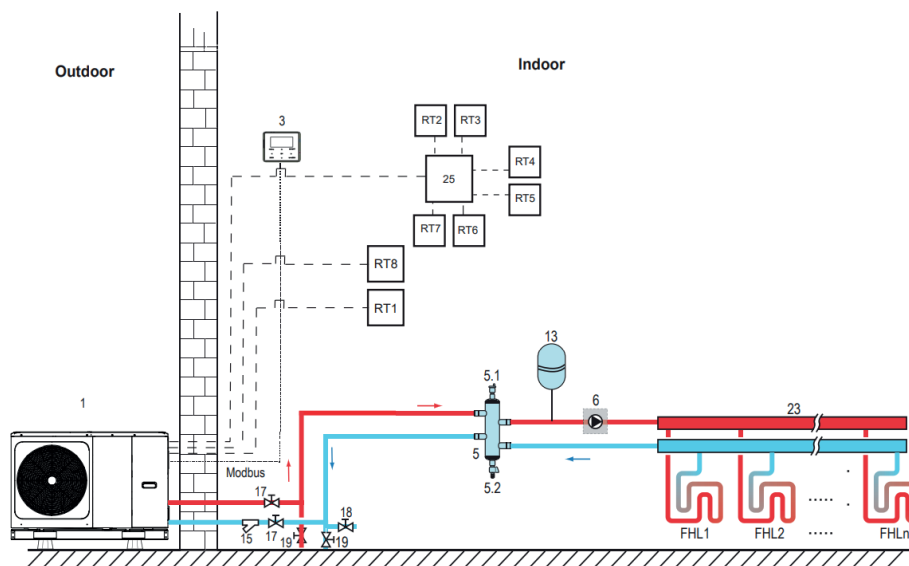 Outdoor
Indoor
3
RT2
RT3
25
RT4
RT5
RT7
RT6
RT8
RT1
13
5.1
6
23
1
5
5.2
Modbus
17
15
17
19
18
19
FHL1
FHL2
.....
.....
FHLn